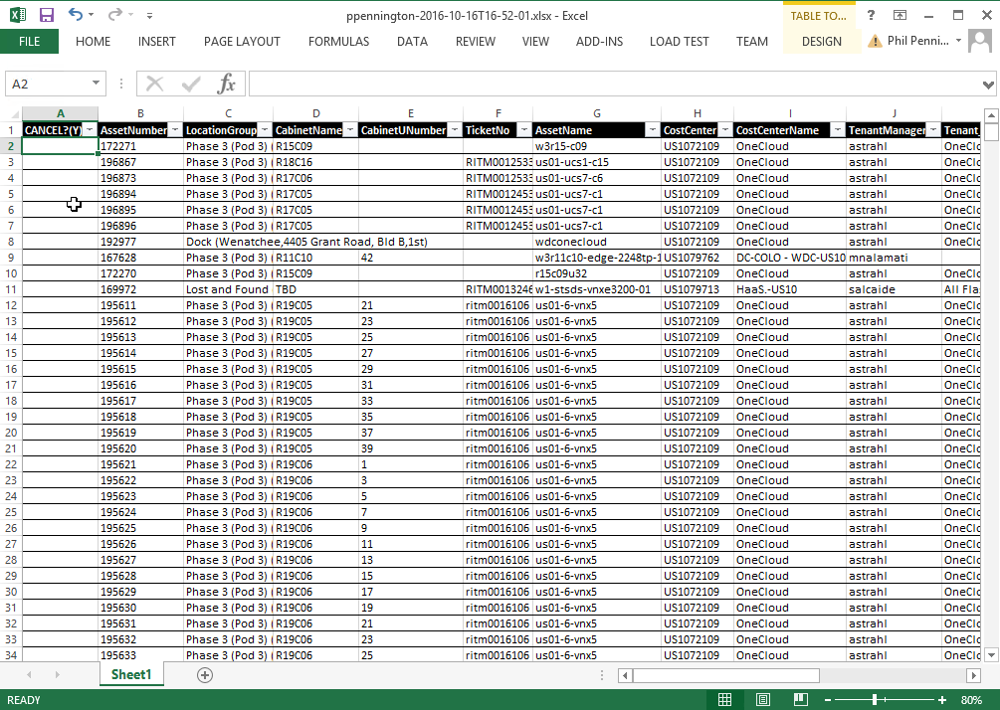 ppennington-2016-10-16T16-52-01.xlsx - Excel
TABLE TO... ?
FILE HOME INSERT PAGE LAYOUT FORMULAS DATA REVIEW VIEW ADD-INS LOAD TEST TEAM DESIGN Phil Penni...
A2 fx
A B C D E F G H I J
1 CANCEL?(Y) AssetNumber LocationGroup CabinetName CabinetUNumber TicketNo AssetName CostCenter CostCenterName TenantManager Tenant_
2 172271 Phase 3 (Pod 3) ( R15C09 w3r15-c09 US1072109 OneCloud astrahl OneClo
3 196867 Phase 3 (Pod 3) ( R18C16 RITM0012533 us01-ucs1-c15 US1072109 OneCloud astrahl OneClo
4 196873 Phase 3 (Pod 3) ( R17C06 RITM0012533 us01-ucs7-c6 US1072109 OneCloud astrahl OneClo
5 196894 Phase 3 (Pod 3) ( R17C05 RITM0012453 us01-ucs7-c1 US1072109 OneCloud astrahl OneClo
6 196895 Phase 3 (Pod 3) ( R17C05 RITM0012453 us01-ucs7-c1 US1072109 OneCloud astrahl OneClo
7 196896 Phase 3 (Pod 3) ( R17C05 RITM0012453 us01-ucs7-c1 US1072109 OneCloud astrahl OneClo
8 192977 Dock (Wenatchee,4405 Grant Road, Bld B,1st) wdconecloud US1072109 OneCloud astrahl OneClo
9 167628 Phase 3 (Pod 3) ( R11C10 42 w3r11c10-edge-2248tp-1 US1079762 DC-COLO - WDC-US10 mnalamati
10 172270 Phase 3 (Pod 3) ( R15C09 r15c09u32 US1072109 OneCloud astrahl OneClo
11 169972 Lost and Found TBD RITM0013246 w1-stsds-vnxe3200-01 US1079713 HaaS.-US10 salcaide All Fla
12 195611 Phase 3 (Pod 3) ( R19C05 21 ritm0016106 us01-6-vnx5 US1072109 OneCloud astrahl OneClo
13 195612 Phase 3 (Pod 3) ( R19C05 23 ritm0016106 us01-6-vnx5 US1072109 OneCloud astrahl OneClo
14 195613 Phase 3 (Pod 3) ( R19C05 25 ritm0016106 us01-6-vnx5 US1072109 OneCloud astrahl OneClo
15 195614 Phase 3 (Pod 3) ( R19C05 27 ritm0016106 us01-6-vnx5 US1072109 OneCloud astrahl OneClo
16 195615 Phase 3 (Pod 3) ( R19C05 29 ritm0016106 us01-6-vnx5 US1072109 OneCloud astrahl OneClo
17 195616 Phase 3 (Pod 3) ( R19C05 31 ritm0016106 us01-6-vnx5 US1072109 OneCloud astrahl OneClo
18 195617 Phase 3 (Pod 3) ( R19C05 33 ritm0016106 us01-6-vnx5 US1072109 OneCloud astrahl OneClo
19 195618 Phase 3 (Pod 3) ( R19C05 35 ritm0016106 us01-6-vnx5 US1072109 OneCloud astrahl OneClo
20 195619 Phase 3 (Pod 3) ( R19C05 37 ritm0016106 us01-6-vnx5 US1072109 OneCloud astrahl OneClo
21 195620 Phase 3 (Pod 3) ( R19C05 39 ritm0016106 us01-6-vnx5 US1072109 OneCloud astrahl OneClo
22 195621 Phase 3 (Pod 3) ( R19C06 1 ritm0016106 us01-6-vnx5 US1072109 OneCloud astrahl OneClo
23 195622 Phase 3 (Pod 3) ( R19C06 3 ritm0016106 us01-6-vnx5 US1072109 OneCloud astrahl OneClo
24 195623 Phase 3 (Pod 3) ( R19C06 5 ritm0016106 us01-6-vnx5 US1072109 OneCloud astrahl OneClo
25 195624 Phase 3 (Pod 3) ( R19C06 7 ritm0016106 us01-6-vnx5 US1072109 OneCloud astrahl OneClo
26 195625 Phase 3 (Pod 3) ( R19C06 9 ritm0016106 us01-6-vnx5 US1072109 OneCloud astrahl OneClo
27 195626 Phase 3 (Pod 3) ( R19C06 11 ritm0016106 us01-6-vnx5 US1072109 OneCloud astrahl OneClo
28 195627 Phase 3 (Pod 3) ( R19C06 13 ritm0016106 us01-6-vnx5 US1072109 OneCloud astrahl OneClo
29 195628 Phase 3 (Pod 3) ( R19C06 15 ritm0016106 us01-6-vnx5 US1072109 OneCloud astrahl OneClo
30 195629 Phase 3 (Pod 3) ( R19C06 17 ritm0016106 us01-6-vnx5 US1072109 OneCloud astrahl OneClo
31 195630 Phase 3 (Pod 3) ( R19C06 19 ritm0016106 us01-6-vnx5 US1072109 OneCloud astrahl OneClo
32 195631 Phase 3 (Pod 3) ( R19C06 21 ritm0016106 us01-6-vnx5 US1072109 OneCloud astrahl OneClo
33 195632 Phase 3 (Pod 3) ( R19C06 23 ritm0016106 us01-6-vnx5 US1072109 OneCloud astrahl OneClo
34 195633 Phase 3 (Pod 3) ( R19C06 25 ritm0016106 us01-6-vnx5 US1072109 OneCloud astrahl OneClo
Sheet1
READY 80%